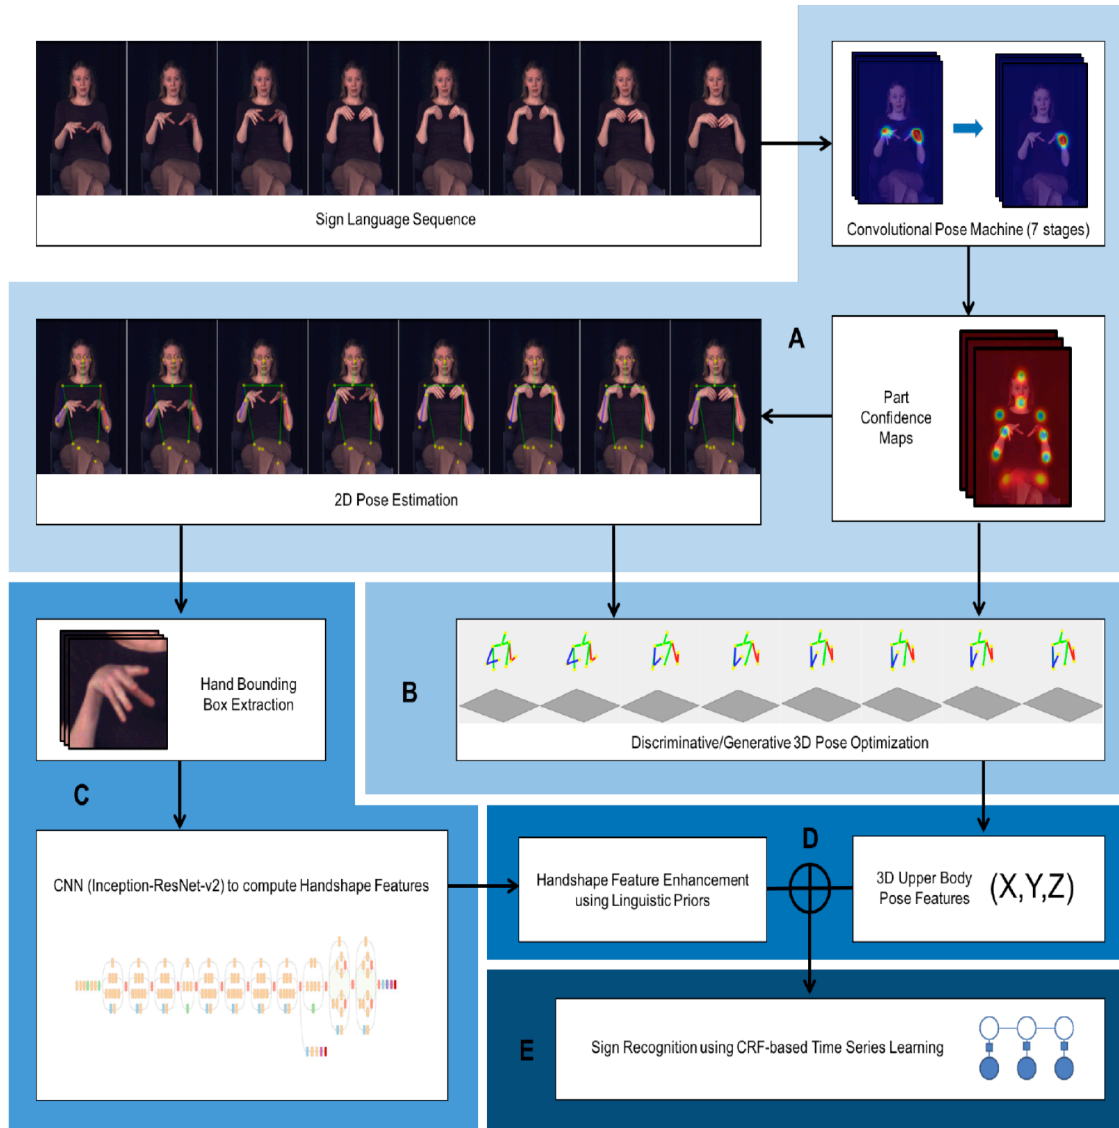 Sign Language Sequence
Convolutional Pose Machine (7 stages)
A
Part
Confidence
Maps
2D Pose Estimation
Hand Bounding
Box Extraction
B
Discriminative/Generative 3D Pose Optimization
C
CNN (Inception-ResNet-v2) to compute Handshape Features
D
Handshape Feature Enhancement
using Linguistic Priors
3D Upper Body
Pose Features
(X,Y,Z)
E
Sign Recognition using CRF-based Time Series Learning